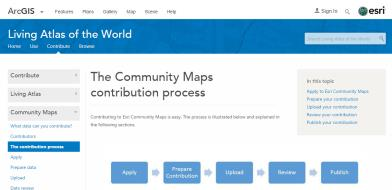 ArcGIS Features Plans Gallery Map Scene Help Sign In esri
Living Atlas of the World
Home Use Contribute Browse
Search Living Atlas of the World
Contribute
Living Atlas
Community Maps
What data can you contribute?
Contributors
The contribution process
Apply
Prepare data
Upload
Data review
The Community Maps
contribution process
Contributing to Esri Community Maps is easy. The process is illustrated below and explained in
the following sections.
Apply
Prepare
Contribution
Upload
Review
Publish
In this topic
Apply to Esri Community Maps
Prepare your contribution
Upload your contribution
Review your contribution
Publish your contribution